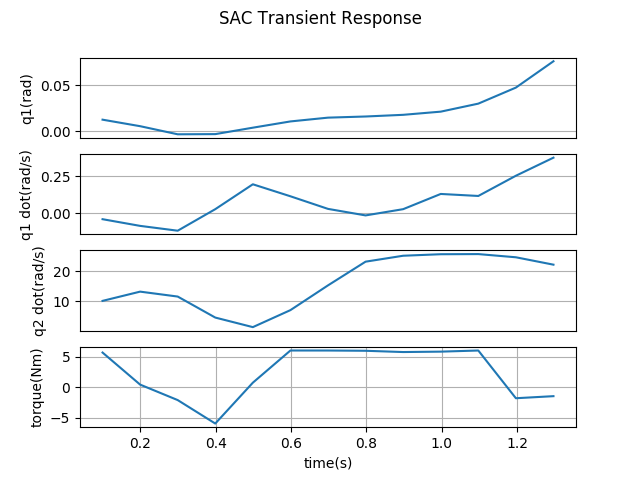 SAC Transient Response
q1(rad)
0.05
0.00
q1 dot(rad/s)
0.25
0.00
q2 dot(rad/s)
20
10
torque(Nm)
5
0
−5
0.2 0.4 0.6 0.8 1.0 1.2
time(s)